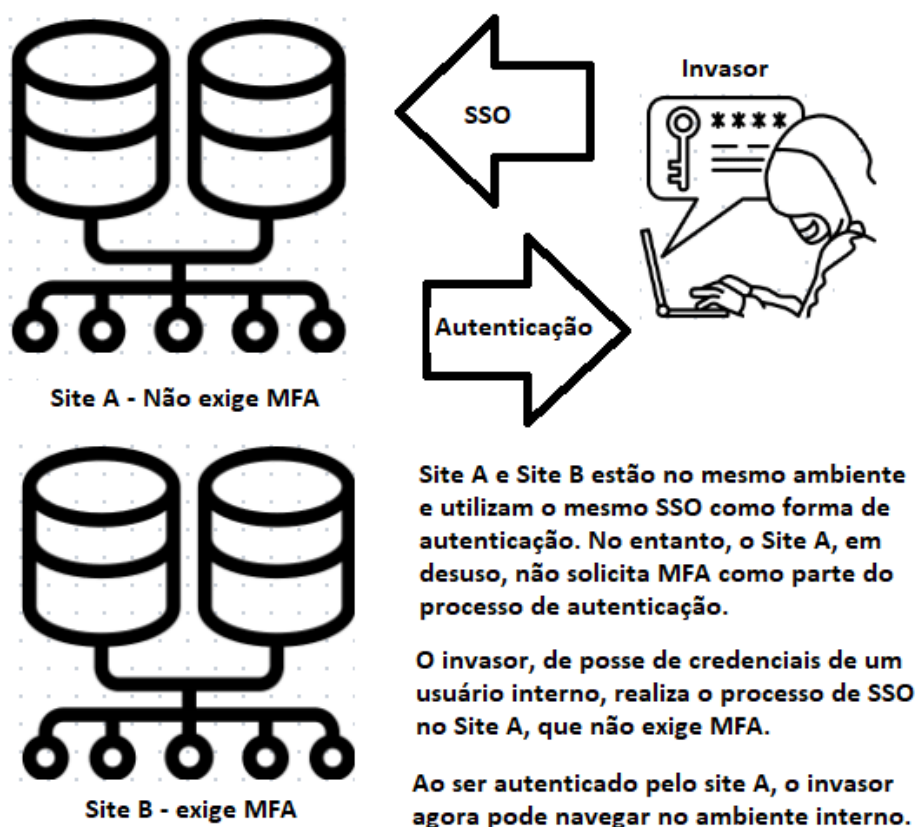 SSO
Invasor
****
Autenticação
Site A - Não exige MFA
Site A e Site B estão no mesmo ambiente
e utilizam o mesmo SSO como forma de
autenticação. No entanto, o Site A, em
desuso, não solicita MFA como parte do
processo de autenticação.
O invasor, de posse de credenciais de um
usuário interno, realiza o processo de SSO
no Site A, que não exige MFA.
Ao ser autenticado pelo site A, o invasor
agora pode navegar no ambiente interno.
Site B - exige MFA